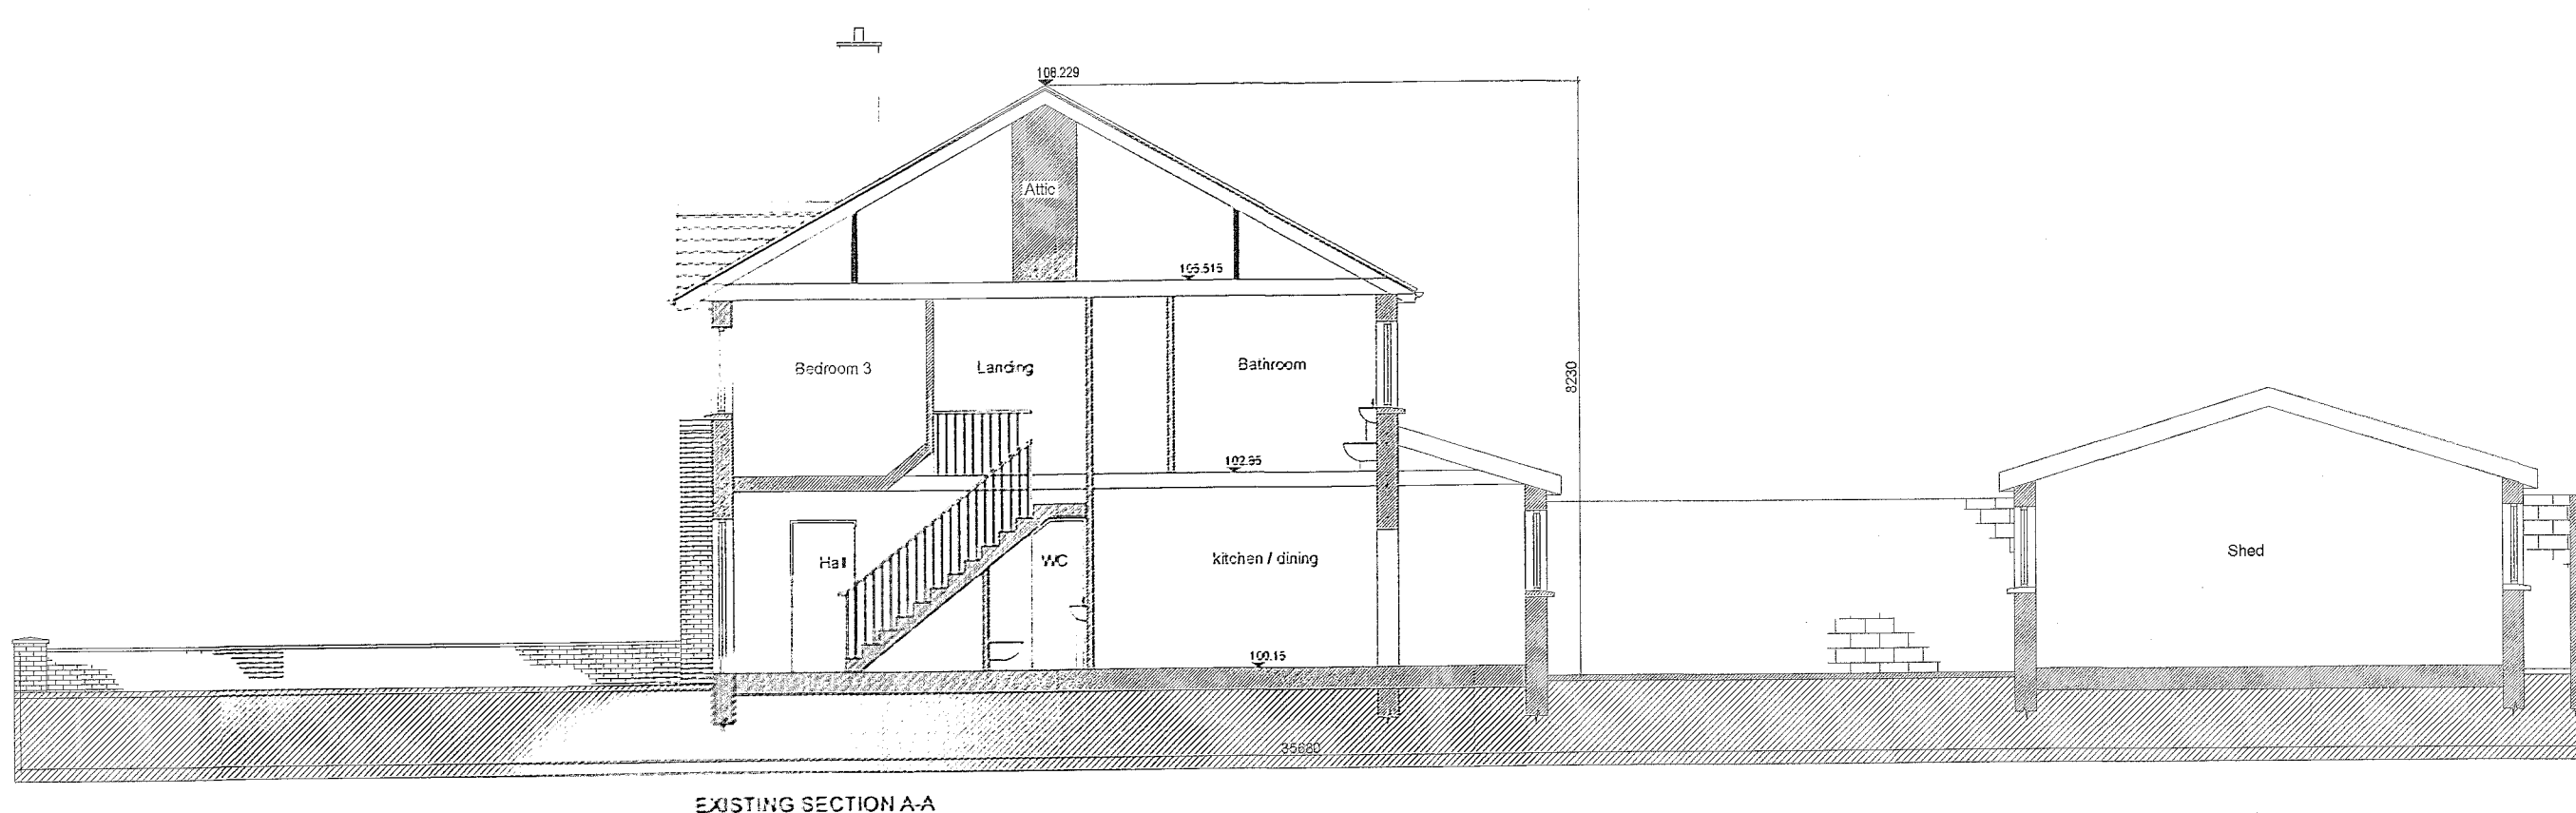 108.229
Attic
105.515
Bedroom 3
Landing
Bathroom
8230
102.85
Hall
WC
kitchen / dining
Shed
100.15
35680
EXISTING SECTION A-A